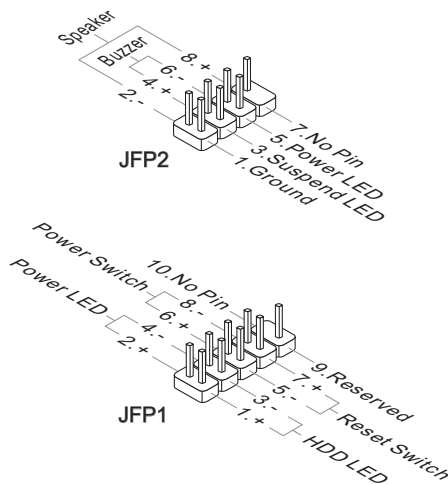 Speaker
Buzzer
8.+
6.-
4.+
2.-
7.No Pin
5.Power LED
3.Suspend LED
1.Ground
JFP2
Power Switch
Power LED
10.No Pin
8.-
6.+
4.-
2.+
9.Reserved
7.+
5.-
3.-
1.+
Reset Switch
HDD LED
JFP1